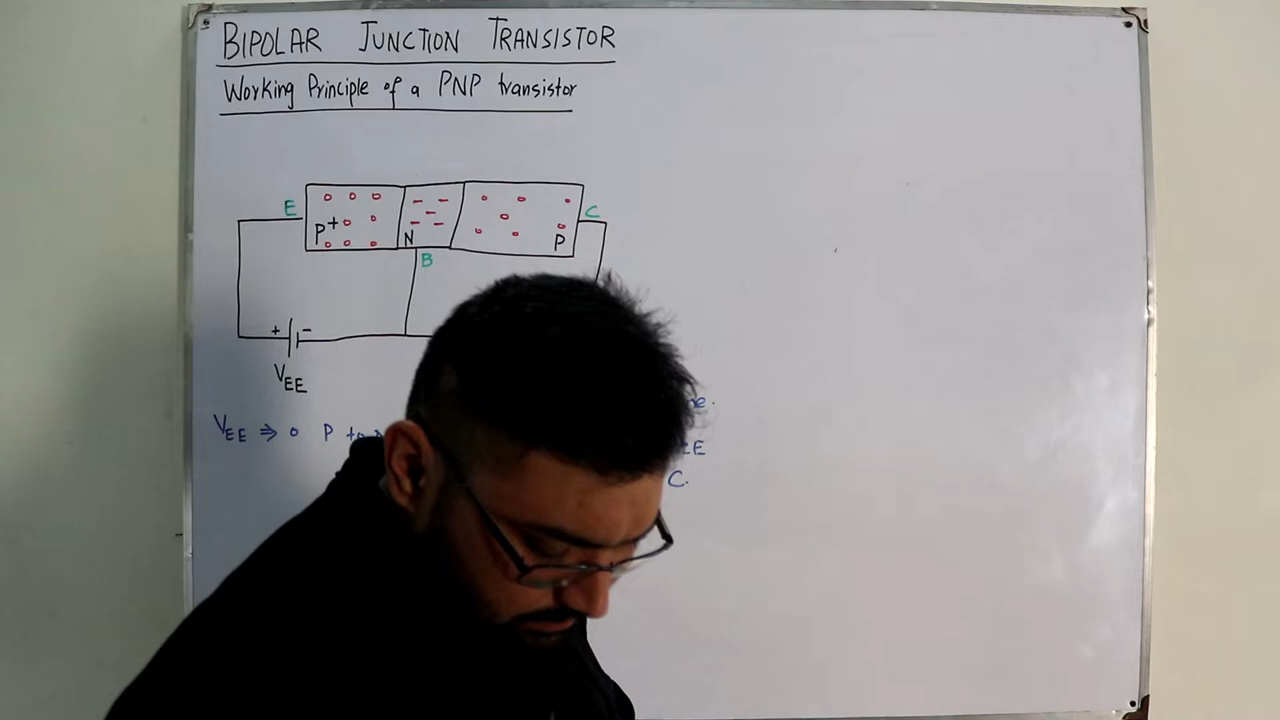 BIPOLAR JUNCTION TRANSISTOR
Working Principle of a PNP transistor
E
C
P+
N
P
B
+ -
VEE
VEE ⇒ o P to
C.